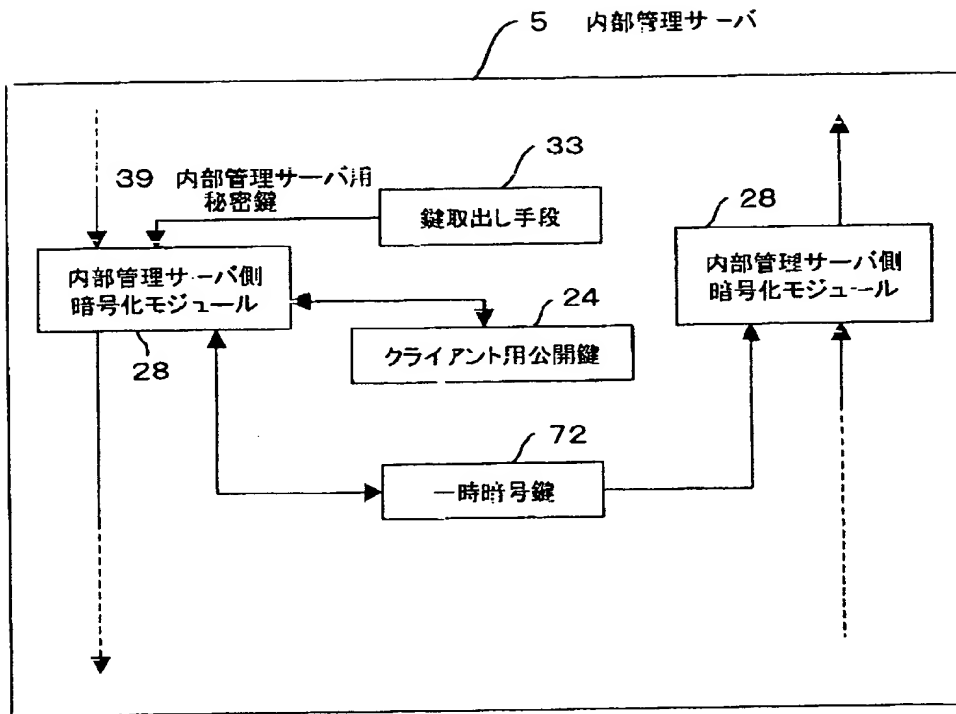 5 内部管理サーバ
39 内部管理サーバ用
秘密鍵
33
鍵取出し手段
28
内部管理サーバ側
暗号化モジュール
内部管理サーバ側
暗号化モジュール
28
24
クライアント用公開鍵
72
一時暗号鍵